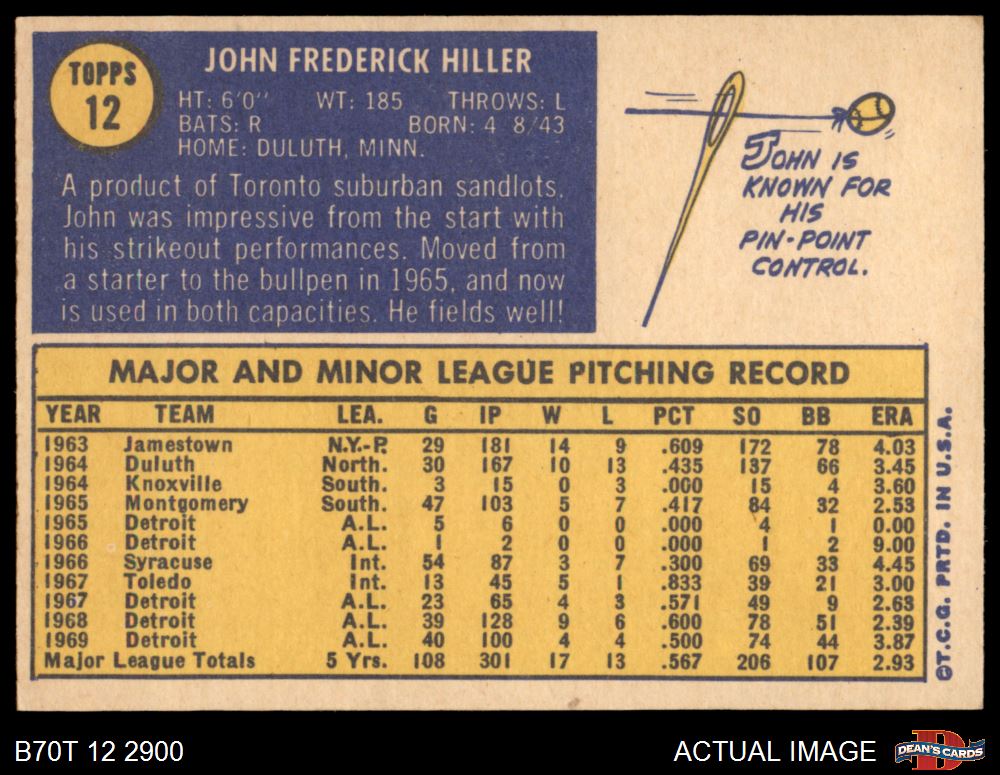 TOPPS
12
JOHN FREDERICK HILLER
HT: 6'0" WT: 185 THROWS: L
BATS: R BORN: 4 8/43
HOME: DULUTH, MINN.
A product of Toronto suburban sandlots,
John was impressive from the start with
his strikeout performances. Moved from
a starter to the bullpen in 1965, and now
is used in both capacities. He fields well!
JOHN IS
KNOWN FOR
HIS
PIN-POINT
CONTROL.
MAJOR AND MINOR LEAGUE PITCHING RECORD
YEAR TEAM LEA. G IP W L PCT SO BB ERA
1963 Jamestown N.Y.-P. 29 181 14 9 .609 172 78 4.03
1964 Duluth North. 30 167 10 13 .435 137 66 3.45
1964 Knoxville South. 3 15 0 3 .000 15 4 3.60
1965 Montgomery South. 47 103 5 7 .417 84 32 2.53
1965 Detroit A.L. 5 6 0 0 .000 4 1 0.00
1966 Detroit A.L. 1 2 0 0 .000 1 2 9.00
1966 Syracuse Int. 54 87 3 7 .300 69 33 4.45
1967 Toledo Int. 13 45 5 1 .833 39 21 3.00
1967 Detroit A.L. 23 65 4 3 .571 49 9 2.63
1968 Detroit A.L. 39 128 9 6 .600 78 51 2.39
1969 Detroit A.L. 40 100 4 4 .500 74 44 3.87
Major League Totals 5 Yrs. 108 301 17 13 .567 206 107 2.93
©T.C.G. PRTD. IN U.S.A.
B70T 12 2900
ACTUAL IMAGE
DEAN'S CARDS